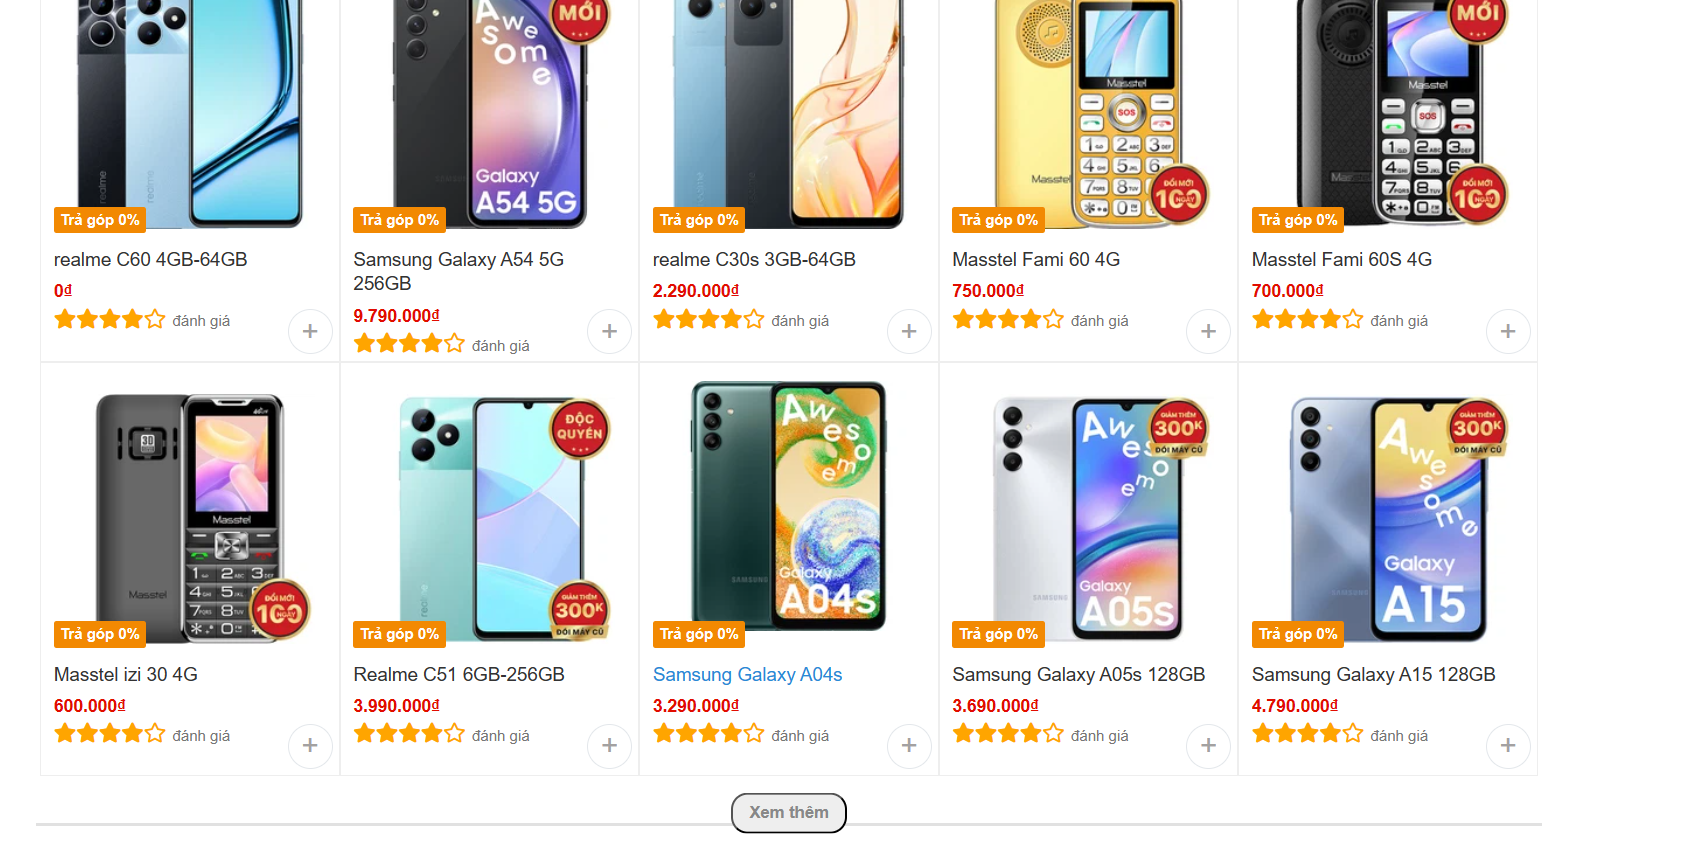 Awesome
MỚI
Galaxy
A54 5G
realme
realme
Masstel
SOS
Masstel
ĐỔI MỚI
100
NGÀY
MỚI
Masstel
SOS
ĐỔI MỚI
100
NGÀY
Trả góp 0%
Trả góp 0%
Trả góp 0%
Trả góp 0%
Trả góp 0%
realme C60 4GB-64GB
0₫
đánh giá
Samsung Galaxy A54 5G
256GB
9.790.000₫
đánh giá
realme C30s 3GB-64GB
2.290.000₫
đánh giá
Masstel Fami 60 4G
750.000₫
đánh giá
Masstel Fami 60S 4G
700.000₫
đánh giá
Masstel
Masstel
ĐỔI MỚI
100
NGÀY
Trả góp 0%
Masstel izi 30 4G
600.000₫
đánh giá
ĐỘC
QUYỀN
realme
GIẢM THÊM
300K
ĐỔI MÁY CŨ
Trả góp 0%
Realme C51 6GB-256GB
3.990.000₫
đánh giá
Awesome
SAMSUNG
Galaxy
A04s
Trả góp 0%
Samsung Galaxy A04s
3.290.000₫
đánh giá
Awesome
GIẢM THÊM
300K
ĐỔI MÁY CŨ
SAMSUNG
Galaxy
A05s
Trả góp 0%
Samsung Galaxy A05s 128GB
3.690.000₫
đánh giá
Awesome
GIẢM THÊM
300K
ĐỔI MÁY CŨ
SAMSUNG
Galaxy
A15
Trả góp 0%
Samsung Galaxy A15 128GB
4.790.000₫
đánh giá
Xem thêm